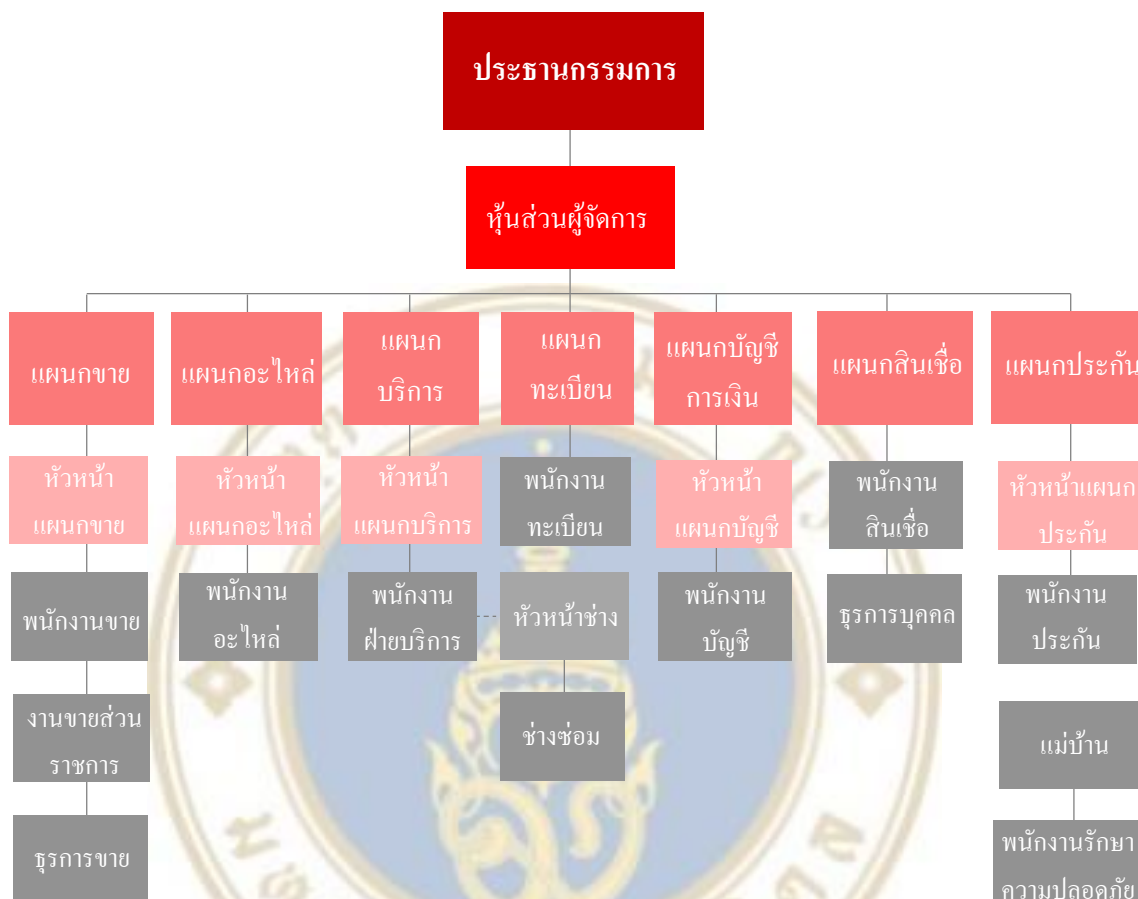 ประธานกรรมการ
หุ้นส่วนผู้จัดการ
แผนกขาย
แผนกอะไหล่
แผนก
บริการ
แผนก
ทะเบียน
แผนกบัญชี
การเงิน
แผนกสินเชื่อ
แผนกประกัน
หัวหน้า
แผนกขาย
หัวหน้า
แผนกอะไหล่
หัวหน้า
แผนกบริการ
พนักงาน
ทะเบียน
หัวหน้า
แผนกบัญชี
พนักงาน
สินเชื่อ
หัวหน้าแผนก
ประกัน
พนักงานขาย
พนักงาน
อะไหล่
พนักงาน
ฝ่ายบริการ
หัวหน้าช่าง
พนักงาน
บัญชี
ธุรการบุคคล
พนักงาน
ประกัน
งานขายส่วน
ราชการ
ช่างซ่อม
แม่บ้าน
ธุรการขาย
พนักงานรักษา
ความปลอดภัย